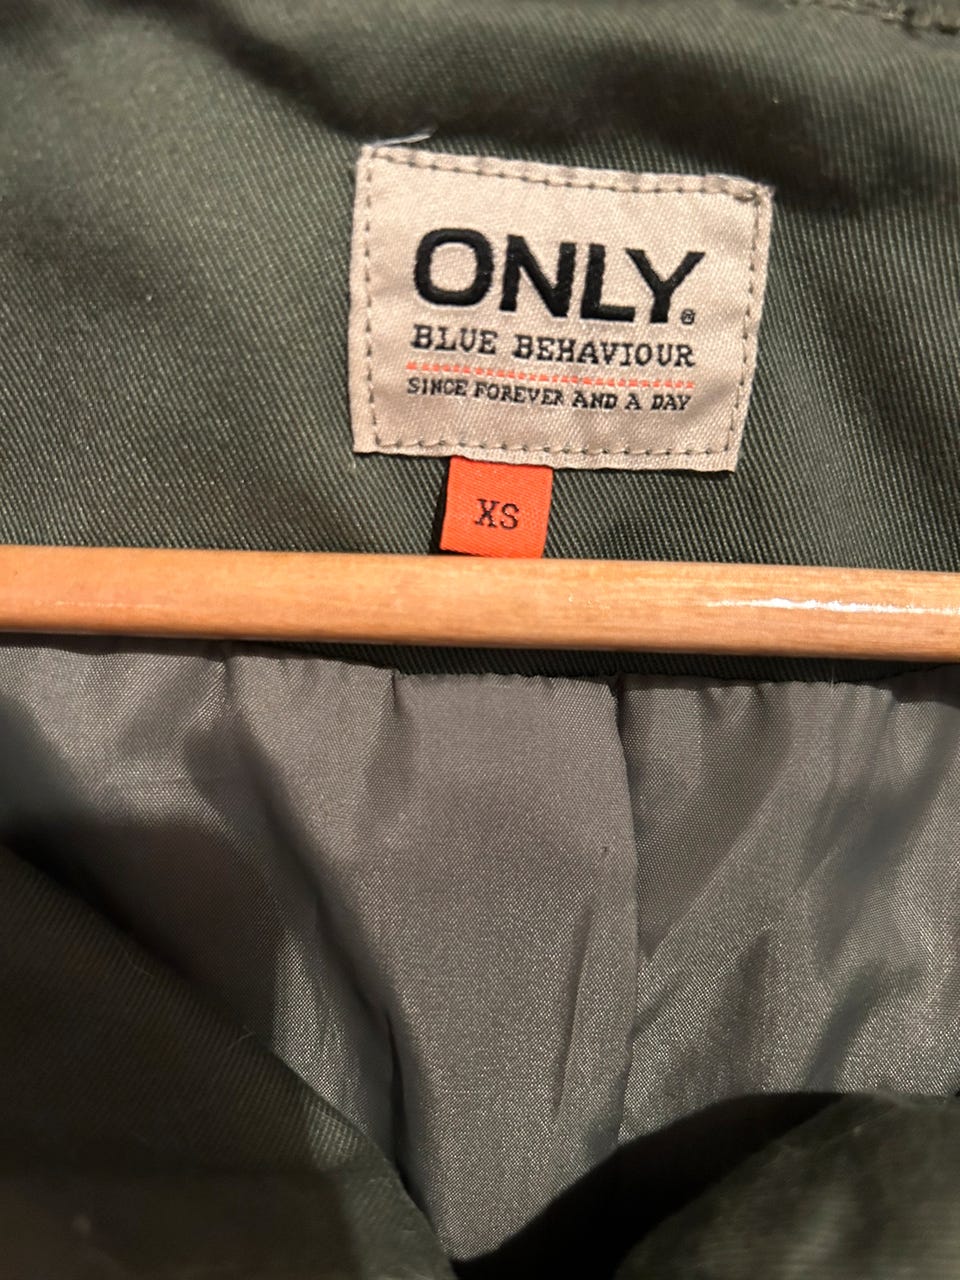 ONLY®
BLUE BEHAVIOUR
SINCE FOREVER AND A DAY
XS